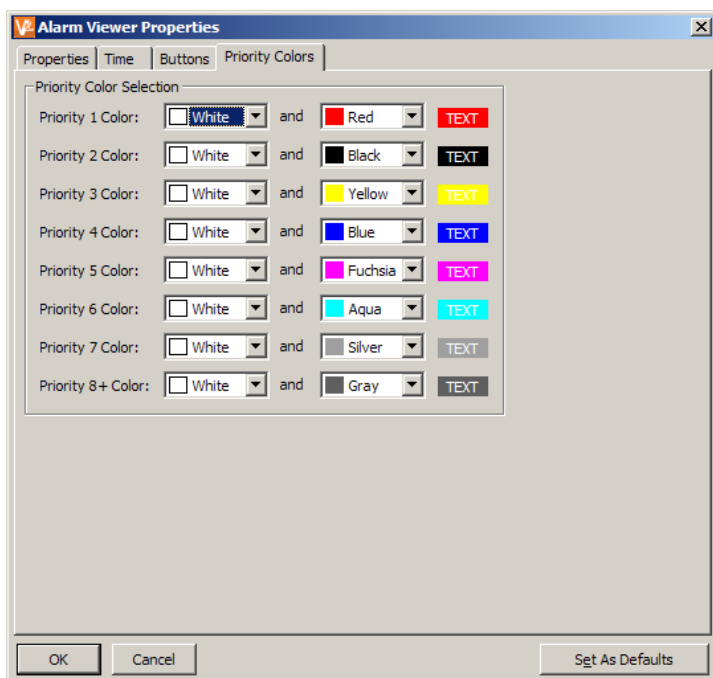 Alarm Viewer Properties
Properties Time Buttons Priority Colors
Priority Color Selection
Priority 1 Color: White and Red TEXT
Priority 2 Color: White and Black TEXT
Priority 3 Color: White and Yellow TEXT
Priority 4 Color: White and Blue TEXT
Priority 5 Color: White and Fuchsia TEXT
Priority 6 Color: White and Aqua TEXT
Priority 7 Color: White and Silver TEXT
Priority 8+ Color: White and Gray TEXT
OK Cancel Set As Defaults